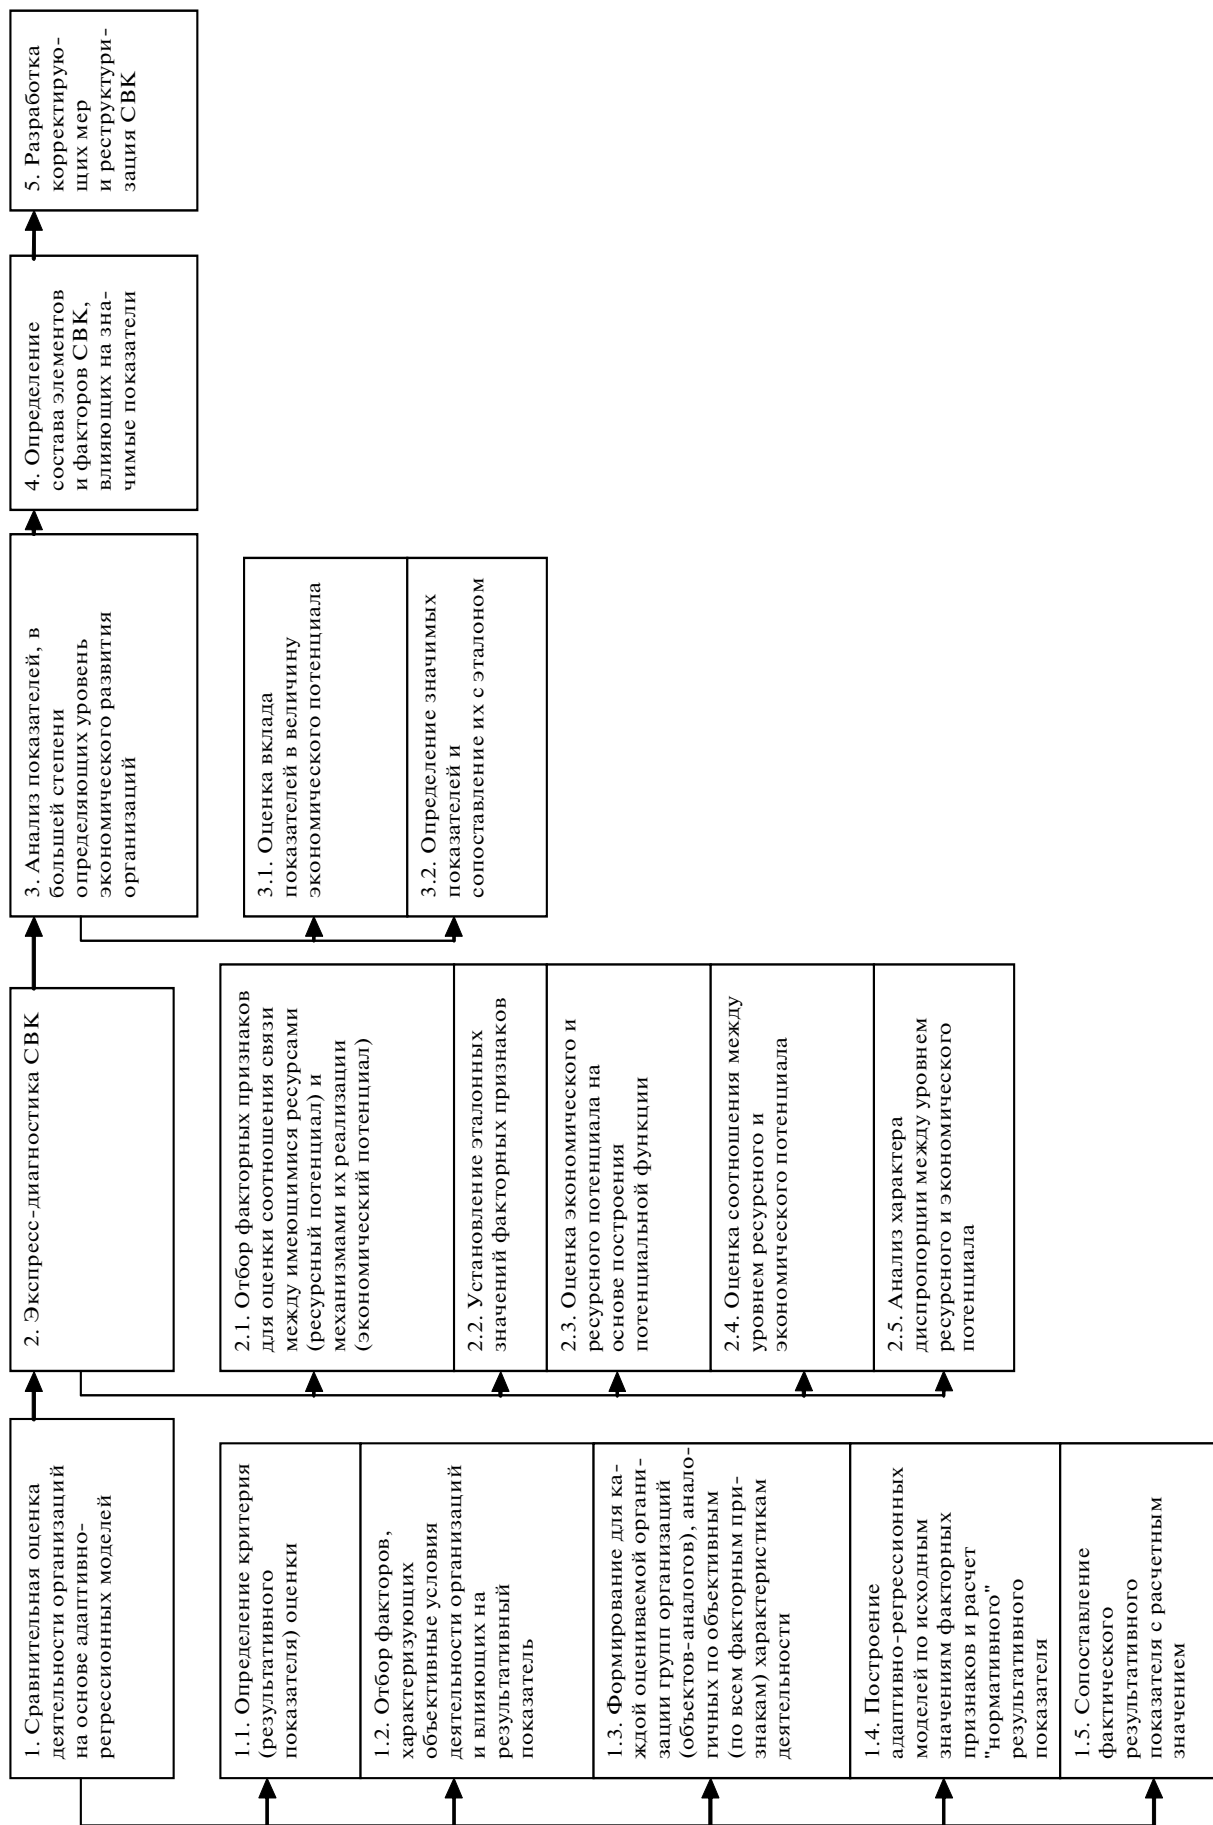 1. Сравнительная оценка
деятельности организаций
на основе адаптивно-
регрессионных моделей
1.1. Определение критерия
(результативного
показателя) оценки
1.2. Отбор факторов,
характеризующих
объективные условия
деятельности организаций
и влияющих на
результативный
показатель
1.3. Формирование для ка-
ждой оцениваемой органи-
зации групп организаций
(объектов-аналогов), анало-
гичных по объективным
(по всем факторным при-
знакам) характеристикам
деятельности
1.4. Построение
адаптивно-регрессионных
моделей по исходным
значениям факторных
признаков и расчет
"нормативного"
результативного
показателя
1.5. Сопоставление
фактического
результативного
показателя с расчетным
значением
2. Экспресс-диагностика СВК
2.1. Отбор факторных признаков
для оценки соотношения связи
между имеющимися ресурсами
(ресурсный потенциал) и
механизмами их реализации
(экономический потенциал)
2.2. Установление эталонных
значений факторных признаков
2.3. Оценка экономического и
ресурсного потенциала на
основе построения
потенциальной функции
2.4. Оценка соотношения между
уровнем ресурсного и
экономического потенциала
2.5. Анализ характера
диспропорции между уровнем
ресурсного и экономического
потенциала
3. Анализ показателей, в
большей степени
определяющих уровень
экономического развития
организаций
3.1. Оценка вклада
показателей в величину
экономического потенциала
3.2. Определение значимых
показателей и
сопоставление их с эталоном
4. Определение
состава элементов
и факторов СВК,
влияющих на зна-
чимые показатели
5. Разработка
корректирую-
щих мер
и реструктури-
зация СВК